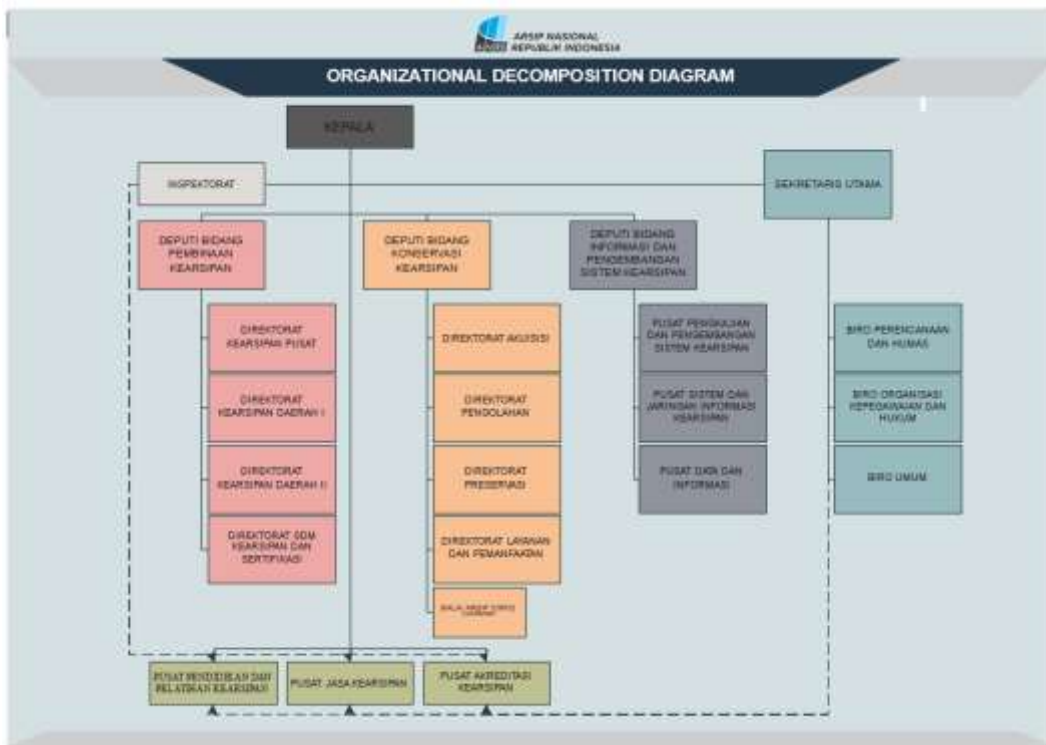 ARSIP NASIONAL
REPUBLIK INDONESIA
ORGANIZATIONAL DECOMPOSITION DIAGRAM
KEPALA
INSPEKTORAT
SEKRETARIS UTAMA
DEPUTI BIDANG
PEMBINAAN
KEARSIPAN
DEPUTI BIDANG
KONSERVASI
KEARSIPAN
DEPUTI BIDANG
INFORMASI DAN
PENGEMBANGAN
SISTEM KEARSIPAN
DIREKTORAT
KEARSIPAN PUSAT
DIREKTORAT
KEARSIPAN DAERAH I
DIREKTORAT
KEARSIPAN DAERAH II
DIREKTORAT SDM
KEARSIPAN DAN
SERTIFIKASI
DIREKTORAT AKUISISI
DIREKTORAT
PENGOLAHAN
DIREKTORAT
PRESERVASI
DIREKTORAT LAYANAN
DAN PEMANFAATAN
BALAI ARSIP
PUSAT PENGKAJIAN
DAN PENGEMBANGAN
SISTEM KEARSIPAN
PUSAT SISTEM DAN
JARINGAN INFORMASI
KEARSIPAN
PUSAT DATA DAN
INFORMASI
BIRO PERENCANAAN
DAN HUMAS
BIRO ORGANISASI
KEPEGAWAIAN DAN
HUKUM
BIRO UMUM
PUSAT PENDIDIKAN DAN
PELATIHAN KEARSIPAN
PUSAT JASA KEARSIPAN
PUSAT AKREDITASI
KEARSIPAN